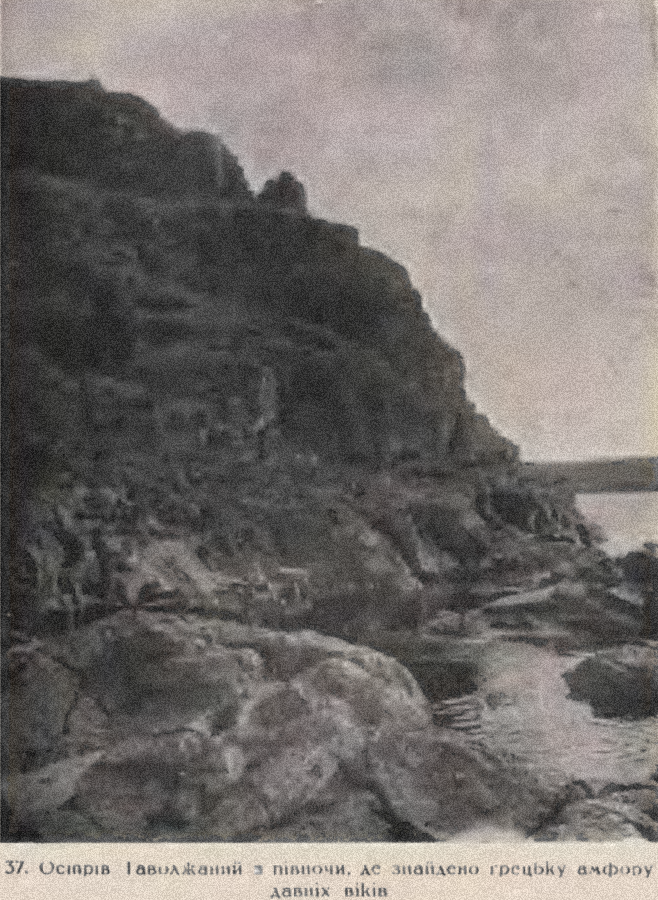 37. Острів Таволжаний з півночи, де знайдено грецьку амфору
давніх віків